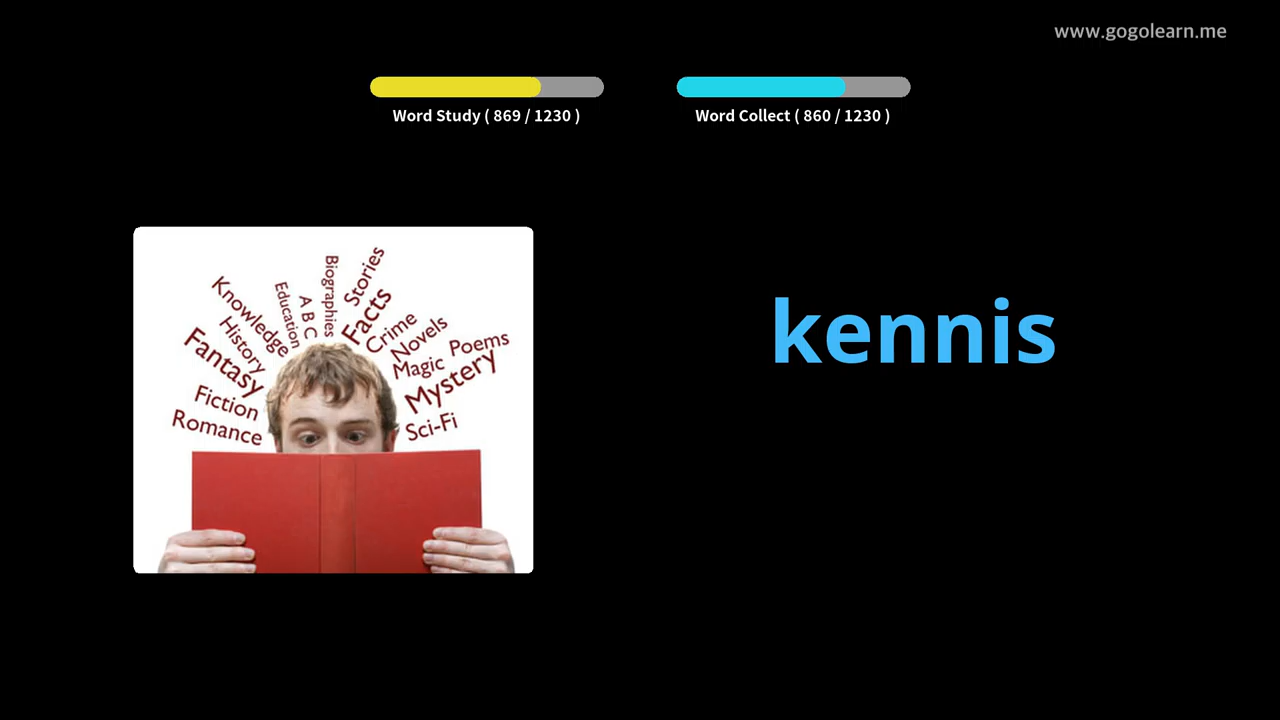 www.gogolearn.me
Word Study ( 869 / 1230 )
Word Collect ( 860 / 1230 )
Biographies
Stories
Education
A B C
Facts
Knowledge
Crime
History
Novels
Poems
Fantasy
Magic
Mystery
Fiction
Romance
Sci-Fi
kennis